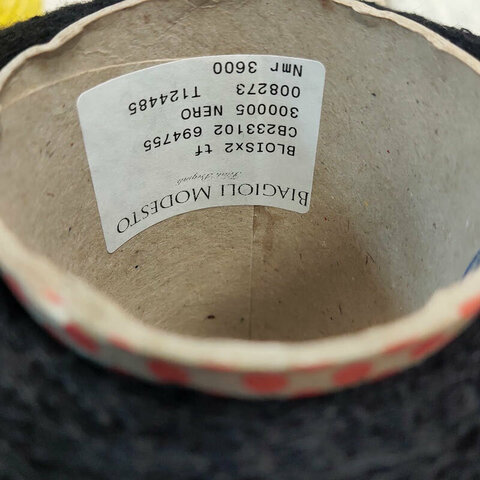 BIAGIOLI MODESTO
BLOISx2 tf
CB233102 694755
300005 NERO
008273 T124485
Nmr 3600